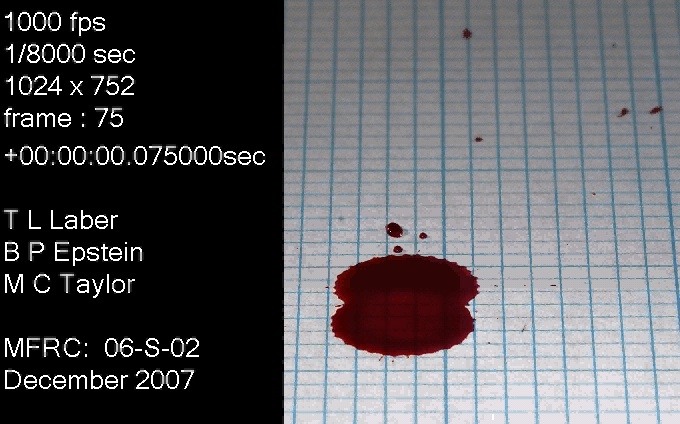 1000 fps
1/8000 sec
1024 x 752
frame : 75
+00:00:00.075000sec
T L Laber
B P Epstein
M C Taylor
MFRC: 06-S-02
December 2007